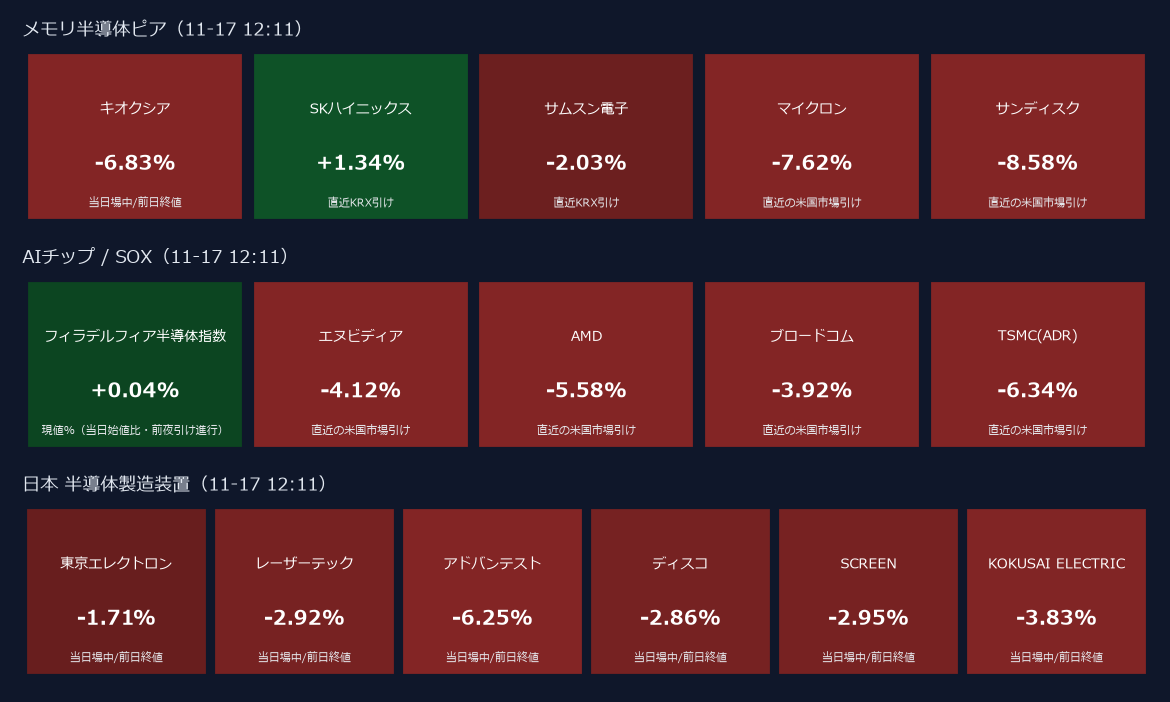 メモリ半導体ピア（11-17 12:11）
キオクシア
-6.83%
当日場中/前日終値
SKハイニックス
+1.34%
直近KRX引け
サムスン電子
-2.03%
直近KRX引け
マイクロン
-7.62%
直近の米国市場引け
サンディスク
-8.58%
直近の米国市場引け
AIチップ / SOX（11-17 12:11）
フィラデルフィア半導体指数
+0.04%
現値%（当日始値比・前夜引け進行）
エヌビディア
-4.12%
直近の米国市場引け
AMD
-5.58%
直近の米国市場引け
ブロードコム
-3.92%
直近の米国市場引け
TSMC(ADR)
-6.34%
直近の米国市場引け
日本 半導体製造装置（11-17 12:11）
東京エレクトロン
-1.71%
当日場中/前日終値
レーザーテック
-2.92%
当日場中/前日終値
アドバンテスト
-6.25%
当日場中/前日終値
ディスコ
-2.86%
当日場中/前日終値
SCREEN
-2.95%
当日場中/前日終値
KOKUSAI ELECTRIC
-3.83%
当日場中/前日終値